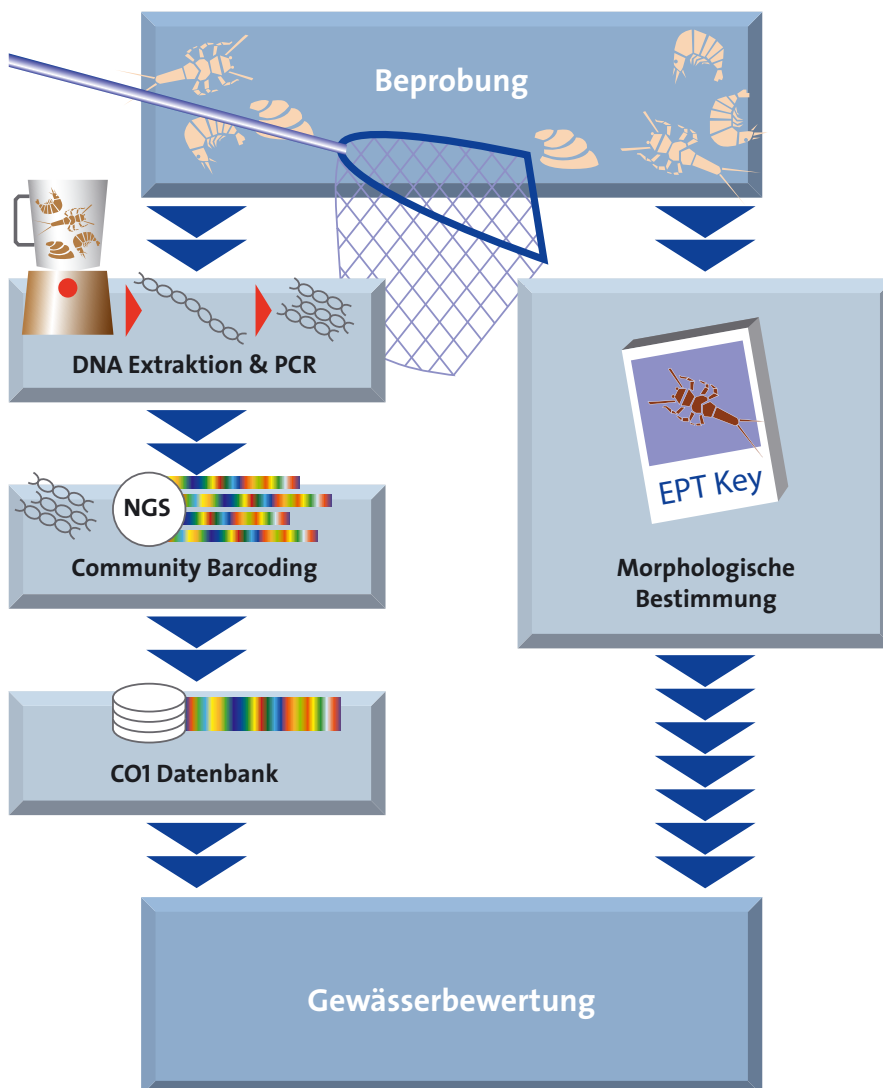 Beprobung
DNA Extraktion & PCR
NGS
Community Barcoding
CO1 Datenbank
EPT Key
Morphologische
Bestimmung
Gewässerbewertung